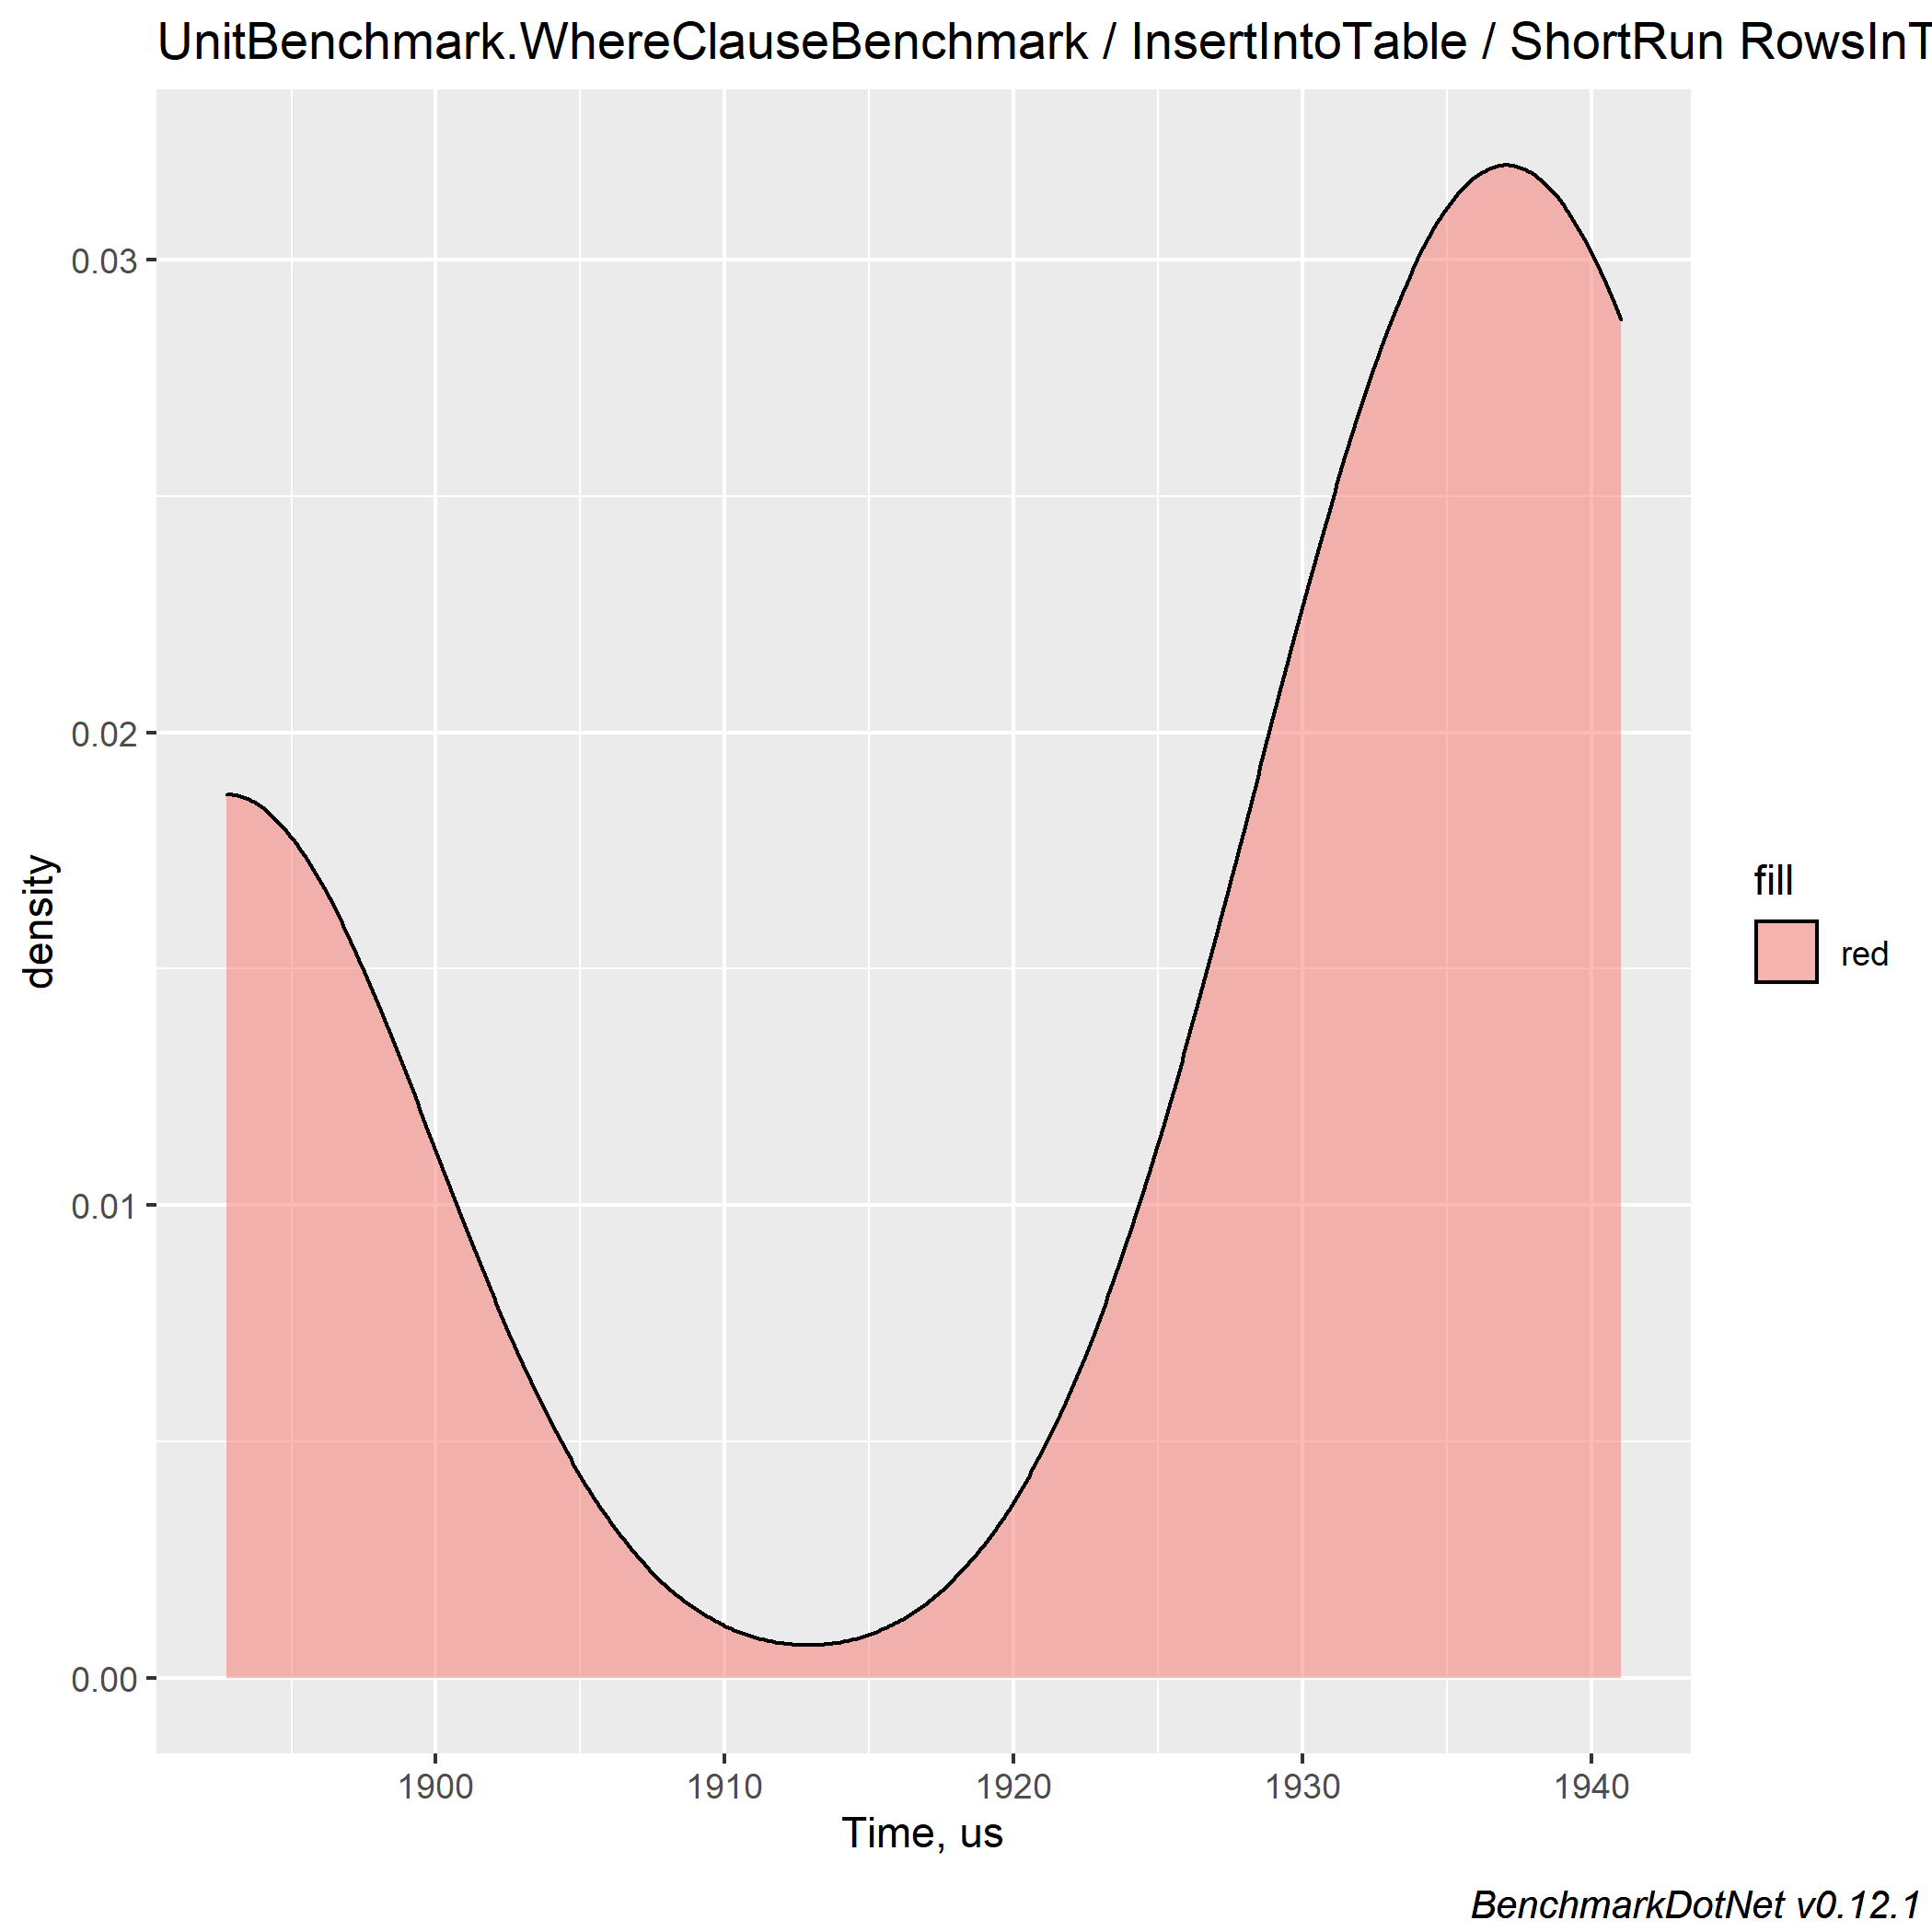 UnitBenchmark.WhereClauseBenchmark / InsertIntoTable / ShortRun RowsInT
0.03
0.02
0.01
0.00
density
1900 1910 1920 1930 1940
Time, us
fill
red
BenchmarkDotNet v0.12.1